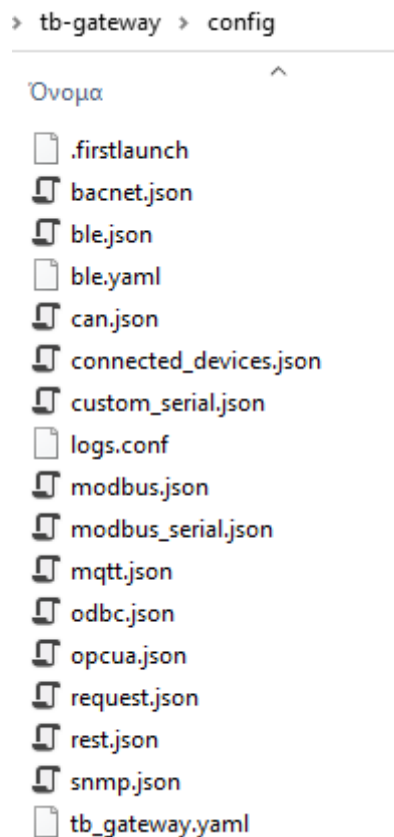 > tb-gateway > config
Όνομα
.firstlaunch
bacnet.json
ble.json
ble.yaml
can.json
connected_devices.json
custom_serial.json
logs.conf
modbus.json
modbus_serial.json
mqtt.json
odbc.json
opcua.json
request.json
rest.json
snmp.json
tb_gateway.yaml